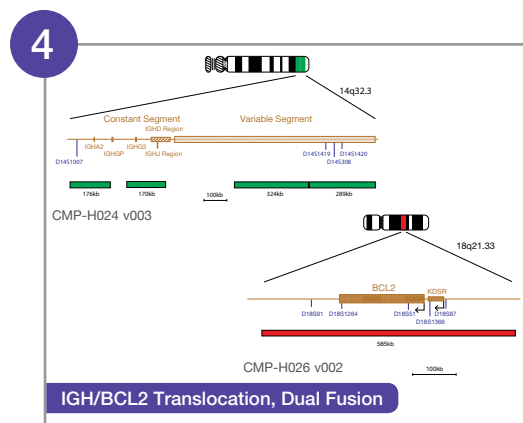 4
14q32.3
Constant Segment
Variable Segment
IGHD Region
IGHA2
IGHGP
IGHG3
IGHJ Region
D14S1007
D14S1419
D14S1420
D14S308
176kb
170kb
100kb
324kb
289kb
CMP-H024 v003
18q21.33
BCL2
KDSR
D18S91
D18S1264
D18S51
D18S87
D18S1366
585kb
CMP-H026 v002
100kb
IGH/BCL2 Translocation, Dual Fusion